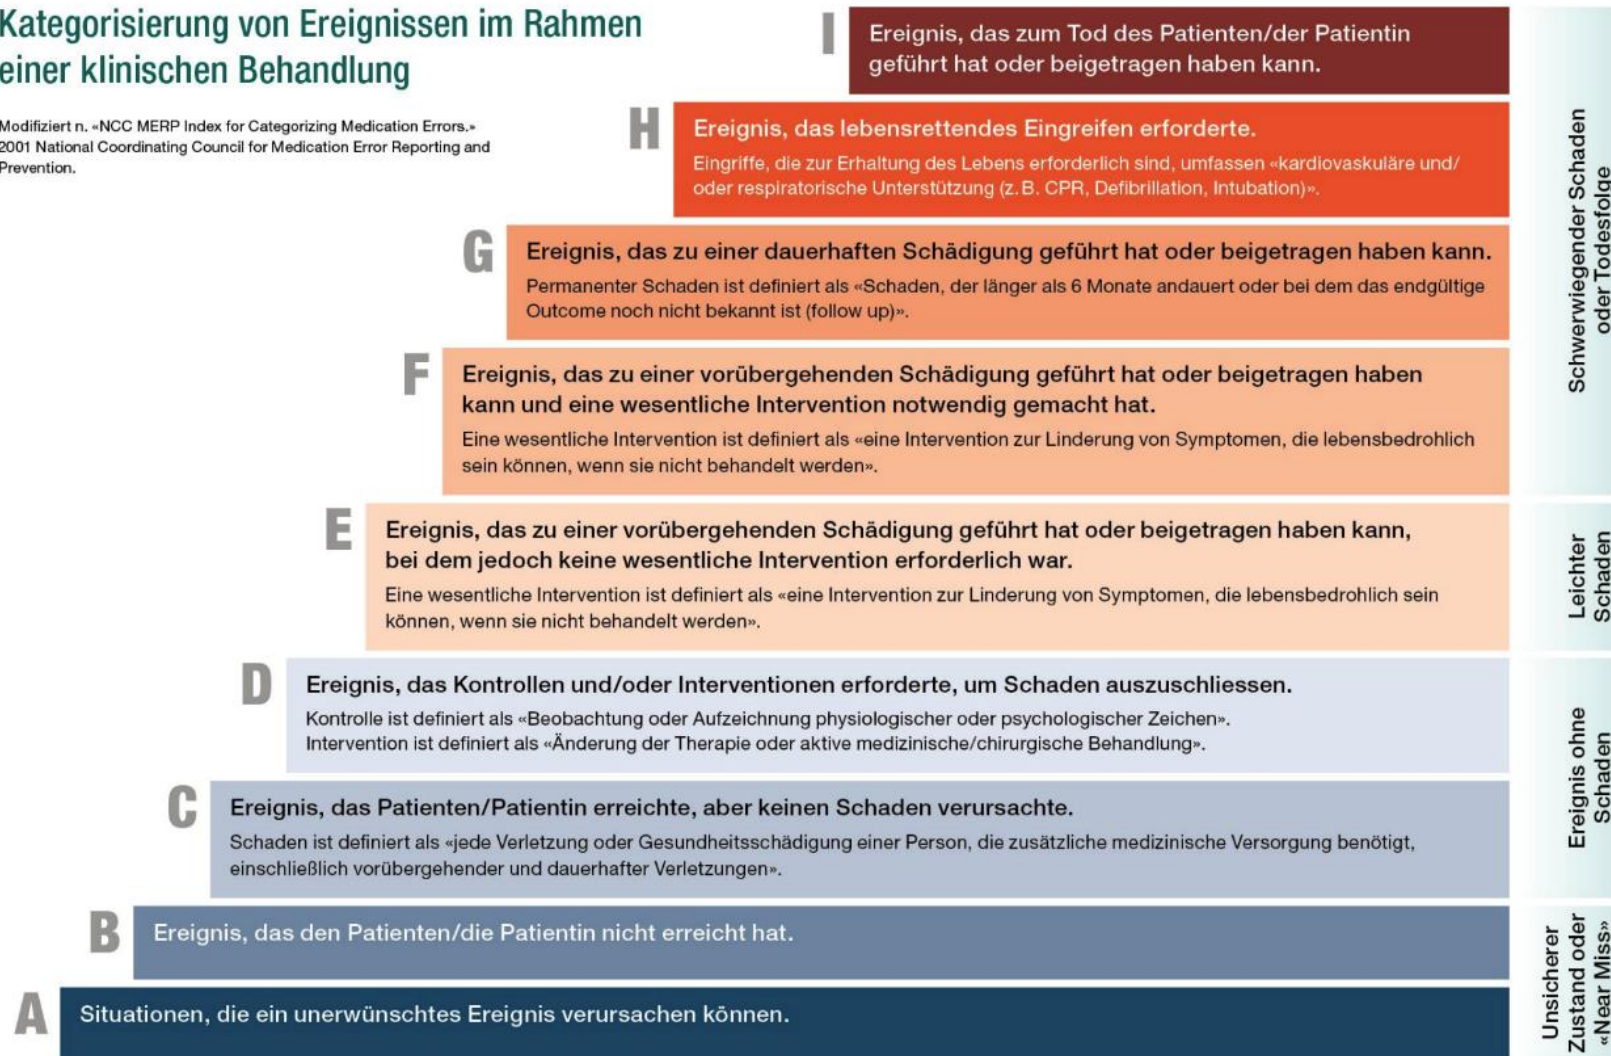 Kategorisierung von Ereignissen im Rahmen
einer klinischen Behandlung
Modifiziert n. «NCC MERP Index for Categorizing Medication Errors.»
2001 National Coordinating Council for Medication Error Reporting and
Prevention.
I
Ereignis, das zum Tod des Patienten/der Patientin
geführt hat oder beigetragen haben kann.
H
Ereignis, das lebensrettendes Eingreifen erforderte.
Eingriffe, die zur Erhaltung des Lebens erforderlich sind, umfassen «kardiovaskuläre und/
oder respiratorische Unterstützung (z. B. CPR, Defibrillation, Intubation)».
G
Ereignis, das zu einer dauerhaften Schädigung geführt hat oder beigetragen haben kann.
Permanenter Schaden ist definiert als «Schaden, der länger als 6 Monate andauert oder bei dem das endgültige
Outcome noch nicht bekannt ist (follow up)».
F
Ereignis, das zu einer vorübergehenden Schädigung geführt hat oder beigetragen haben
kann und eine wesentliche Intervention notwendig gemacht hat.
Eine wesentliche Intervention ist definiert als «eine Intervention zur Linderung von Symptomen, die lebensbedrohlich
sein können, wenn sie nicht behandelt werden».
Schwerwiegender Schaden
oder Todesfolge
E
Ereignis, das zu einer vorübergehenden Schädigung geführt hat oder beigetragen haben kann,
bei dem jedoch keine wesentliche Intervention erforderlich war.
Eine wesentliche Intervention ist definiert als «eine Intervention zur Linderung von Symptomen, die lebensbedrohlich sein
können, wenn sie nicht behandelt werden».
Leichter
Schaden
D
Ereignis, das Kontrollen und/oder Interventionen erforderte, um Schaden auszuschliessen.
Kontrolle ist definiert als «Beobachtung oder Aufzeichnung physiologischer oder psychologischer Zeichen».
Intervention ist definiert als «Änderung der Therapie oder aktive medizinische/chirurgische Behandlung».
C
Ereignis, das Patienten/Patientin erreichte, aber keinen Schaden verursachte.
Schaden ist definiert als «jede Verletzung oder Gesundheitsschädigung einer Person, die zusätzliche medizinische Versorgung benötigt,
einschließlich vorübergehender und dauerhafter Verletzungen».
Ereignis ohne
Schaden
B
Ereignis, das den Patienten/die Patientin nicht erreicht hat.
A
Situationen, die ein unerwünschtes Ereignis verursachen können.
Unsicherer
Zustand oder
«Near Miss»